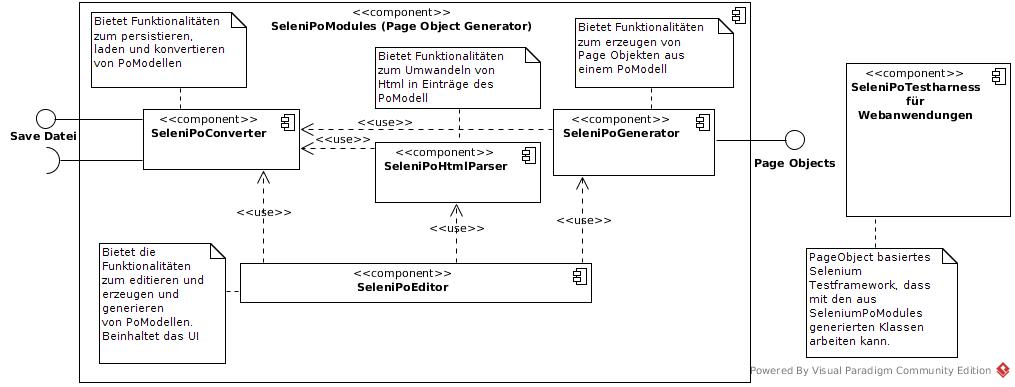 <<component>>
SeleniPoModules (Page Object Generator)
Bietet Funktionalitäten
zum persistieren,
laden und konvertieren
von PoModellen
Bietet Funktionalitäten
zum Umwandeln von
Html in Einträge des
PoModell
Bietet Funktionalitäten
zum erzeugen von
Page Objekten aus
einem PoModell
<<component>>
SeleniPoTestharness
für
Webanwendungen
Save Datei
<<component>>
SeleniPoConverter
<<use>>
<<use>>
<<component>>
SeleniPoHtmlParser
<<component>>
SeleniPoGenerator
Page Objects
<<use>>
<<use>>
<<use>>
Bietet die
Funktionalitäten
zum editieren und
erzeugen und
generieren
von PoModellen.
Beinhaltet das UI
<<component>>
SeleniPoEditor
PageObject basiertes
Selenium
Testframework, dass
mit den aus
SeleniumPoModules
generierten Klassen
arbeiten kann.
Powered By Visual Paradigm Community Edition